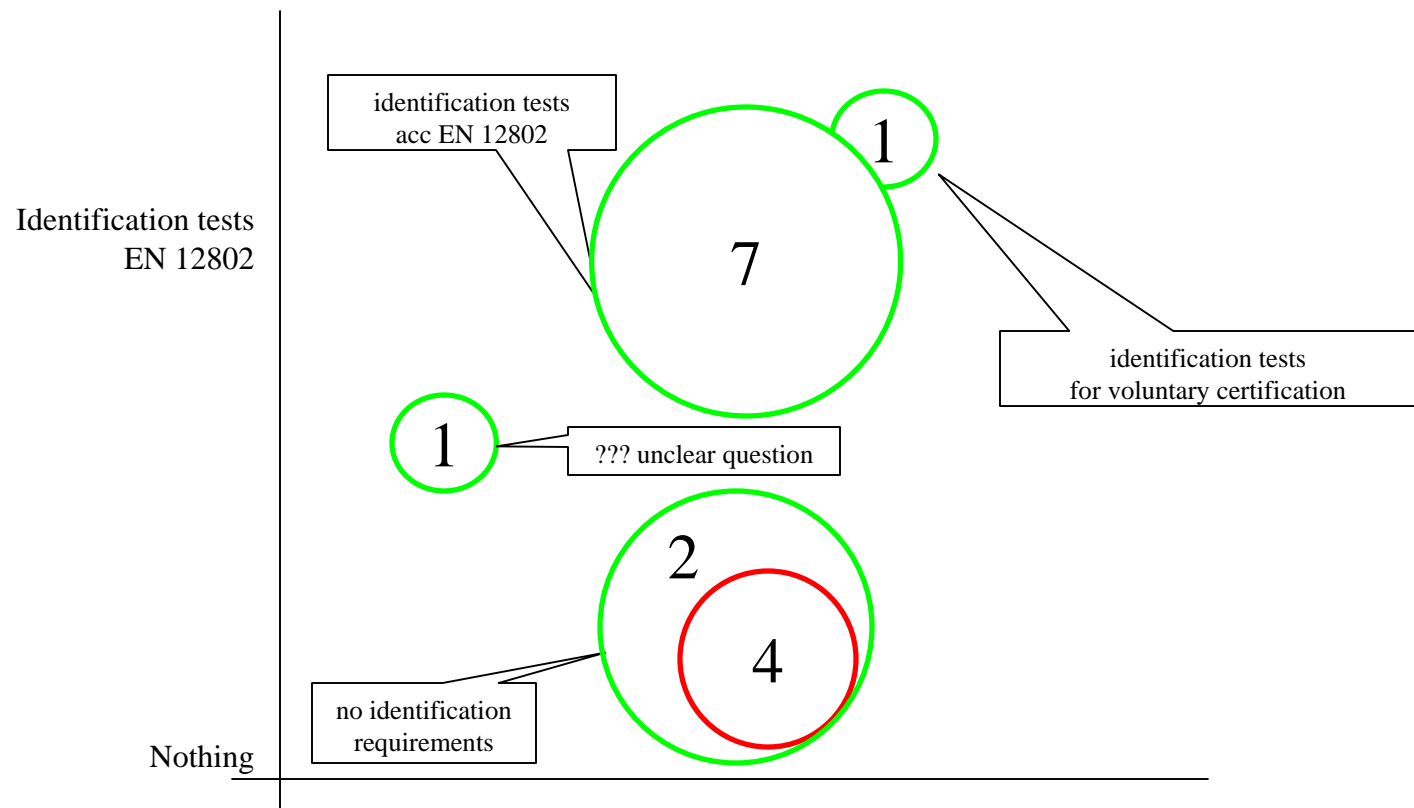 identification tests
acc EN 12802
1
Identification tests
EN 12802
7
identification tests
for voluntary certification
1
??? unclear question
2
4
no identification
requirements
Nothing